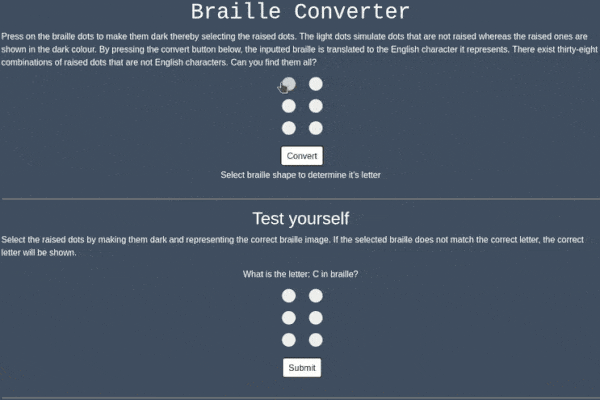 Braille Converter
Press on the braille dots to make them dark thereby selecting the raised dots. The light dots simulate dots that are not raised whereas the raised ones are
shown in the dark colour. By pressing the convert button below, the inputted braille is translated to the English character it represents. There exist thirty-eight
combinations of raised dots that are not English characters. Can you find them all?
Convert
Select braille shape to determine it's letter
Test yourself
Select the raised dots by making them dark and representing the correct braille image. If the selected braille does not match the correct letter, the correct
letter will be shown.
What is the letter: C in braille?
Submit